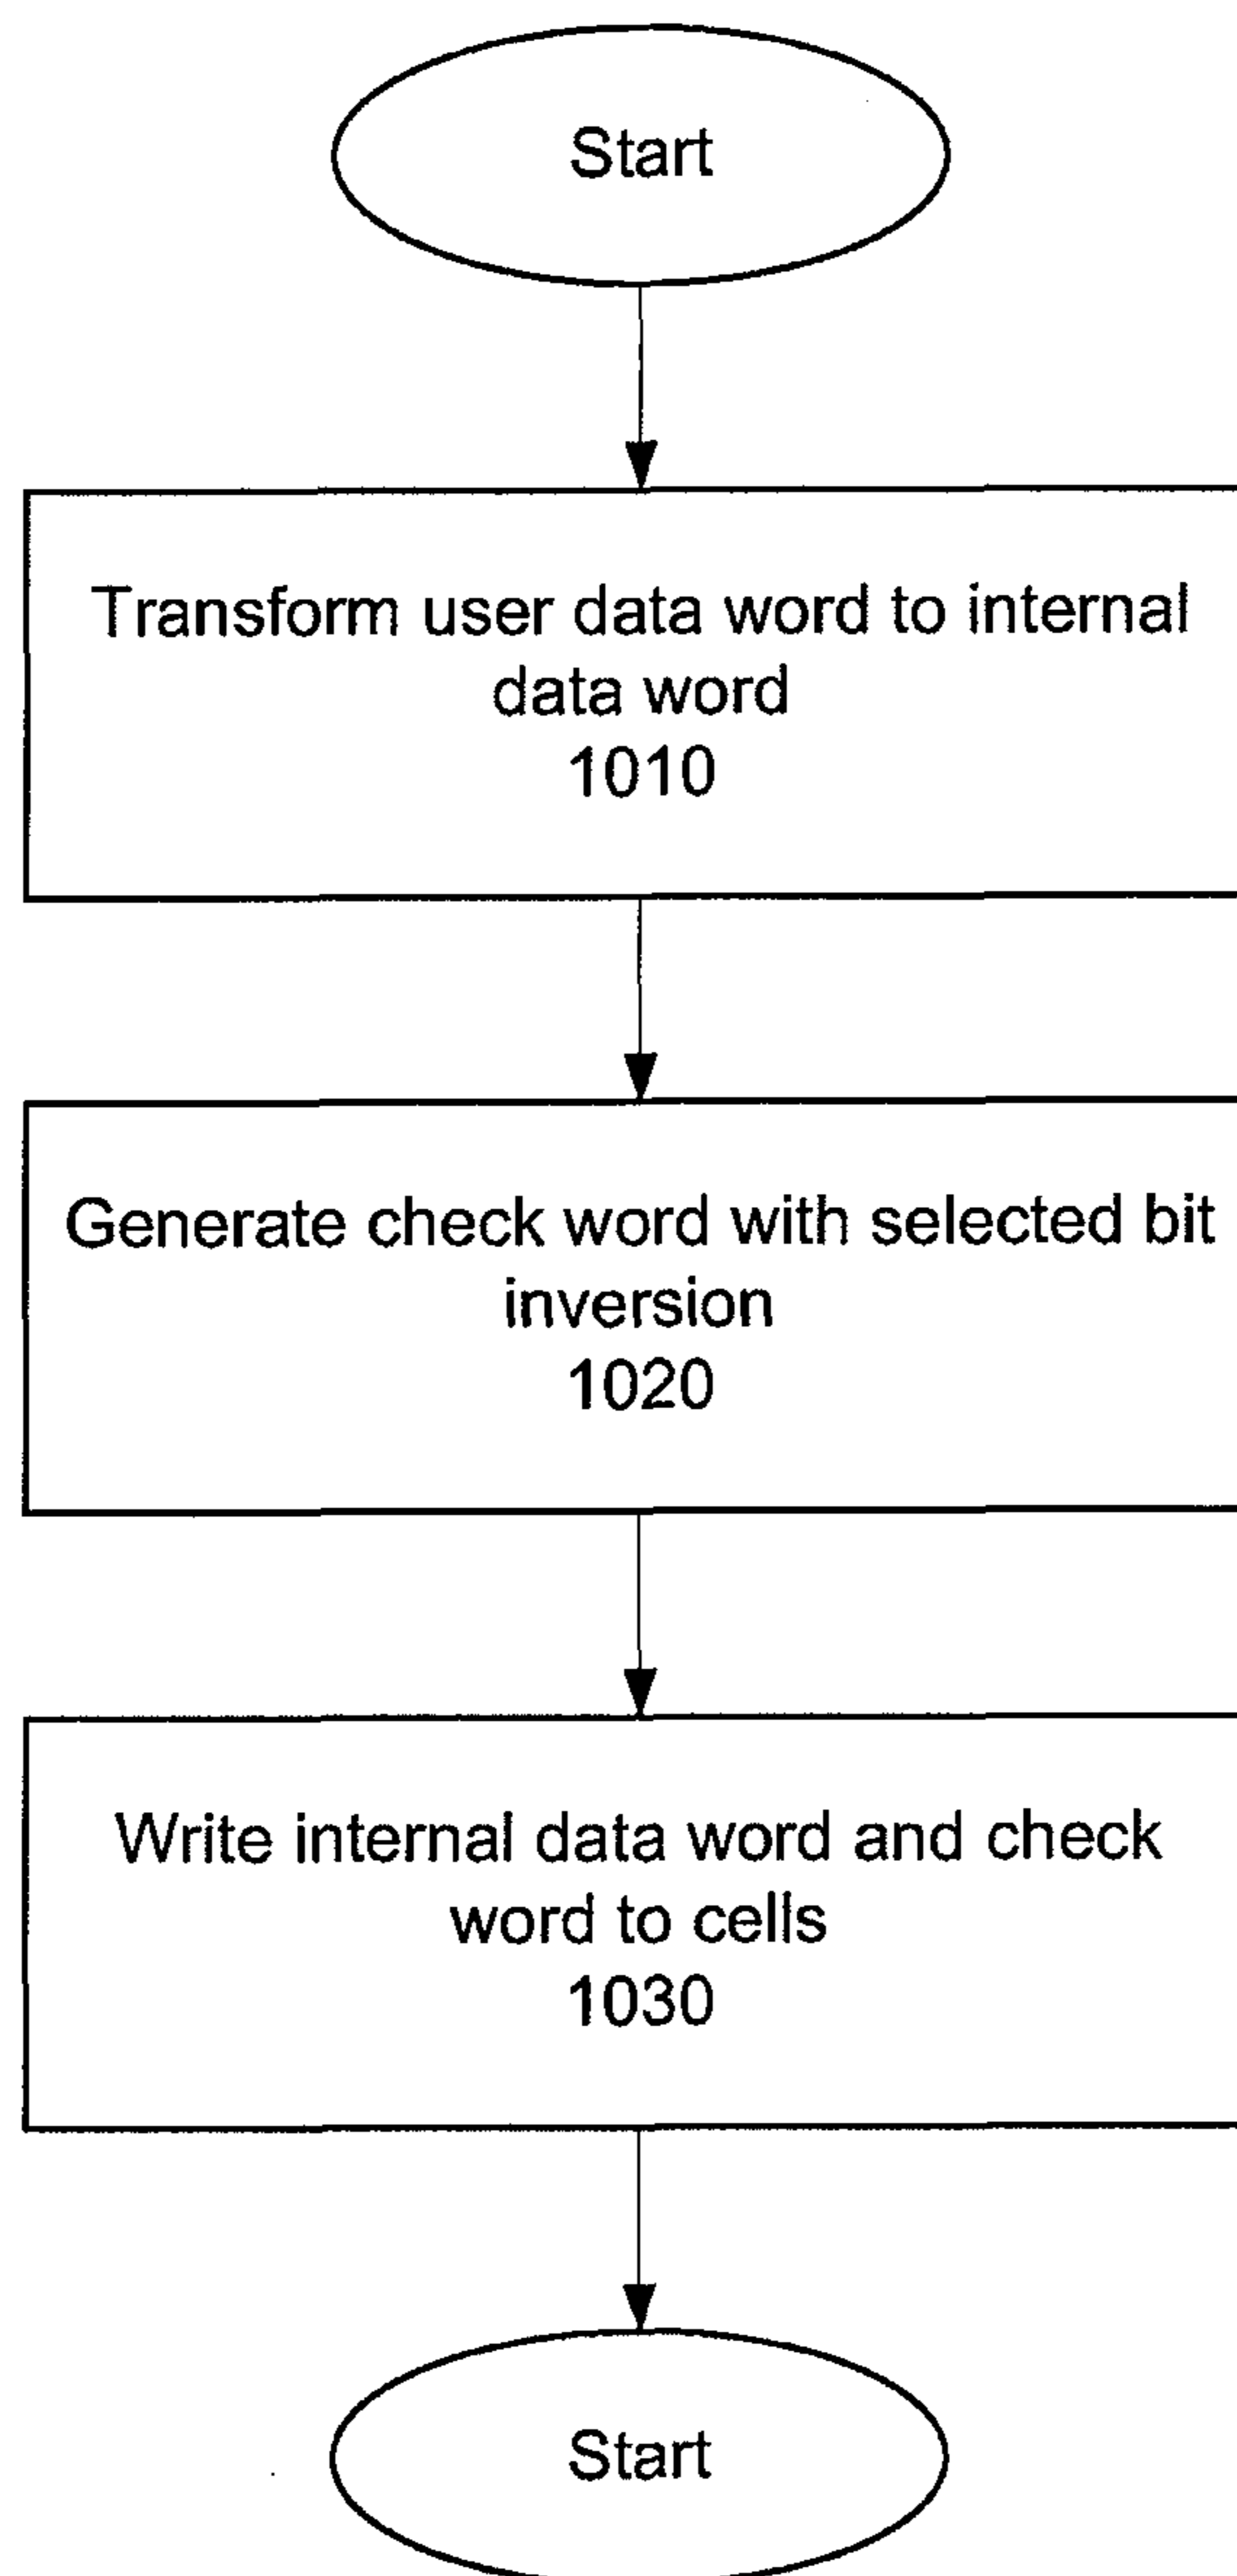 Start
Transform user data word to internal
data word
1010
Generate check word with selected bit
inversion
1020
Write internal data word and check
word to cells
1030
Start